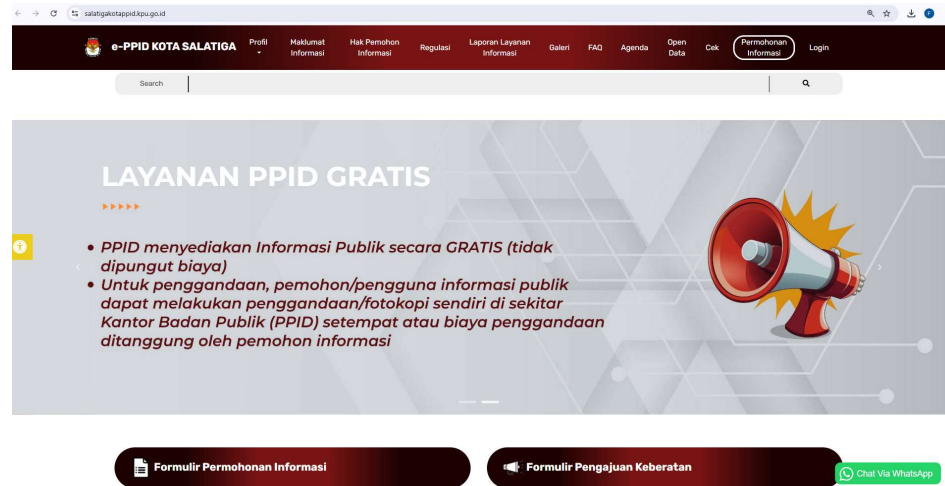 salatigakotappid.kpu.go.id
e-PPID KOTA SALATIGA
Profil
Maklumat
Informasi
Hak Pemohon
Informasi
Regulasi
Laporan Layanan
Informasi
Galeri
FAQ
Agenda
Open
Data
Cek
Permohonan
Informasi
Login
Search
LAYANAN PPID GRATIS
• PPID menyediakan Informasi Publik secara GRATIS (tidak
dipungut biaya)
• Untuk penggandaan, pemohon/pengguna informasi publik
dapat melakukan penggandaan/fotokopi sendiri di sekitar
Kantor Badan Publik (PPID) setempat atau biaya penggandaan
ditanggung oleh pemohon informasi
Formulir Permohonan Informasi
Formulir Pengajuan Keberatan
Chat Via WhatsApp